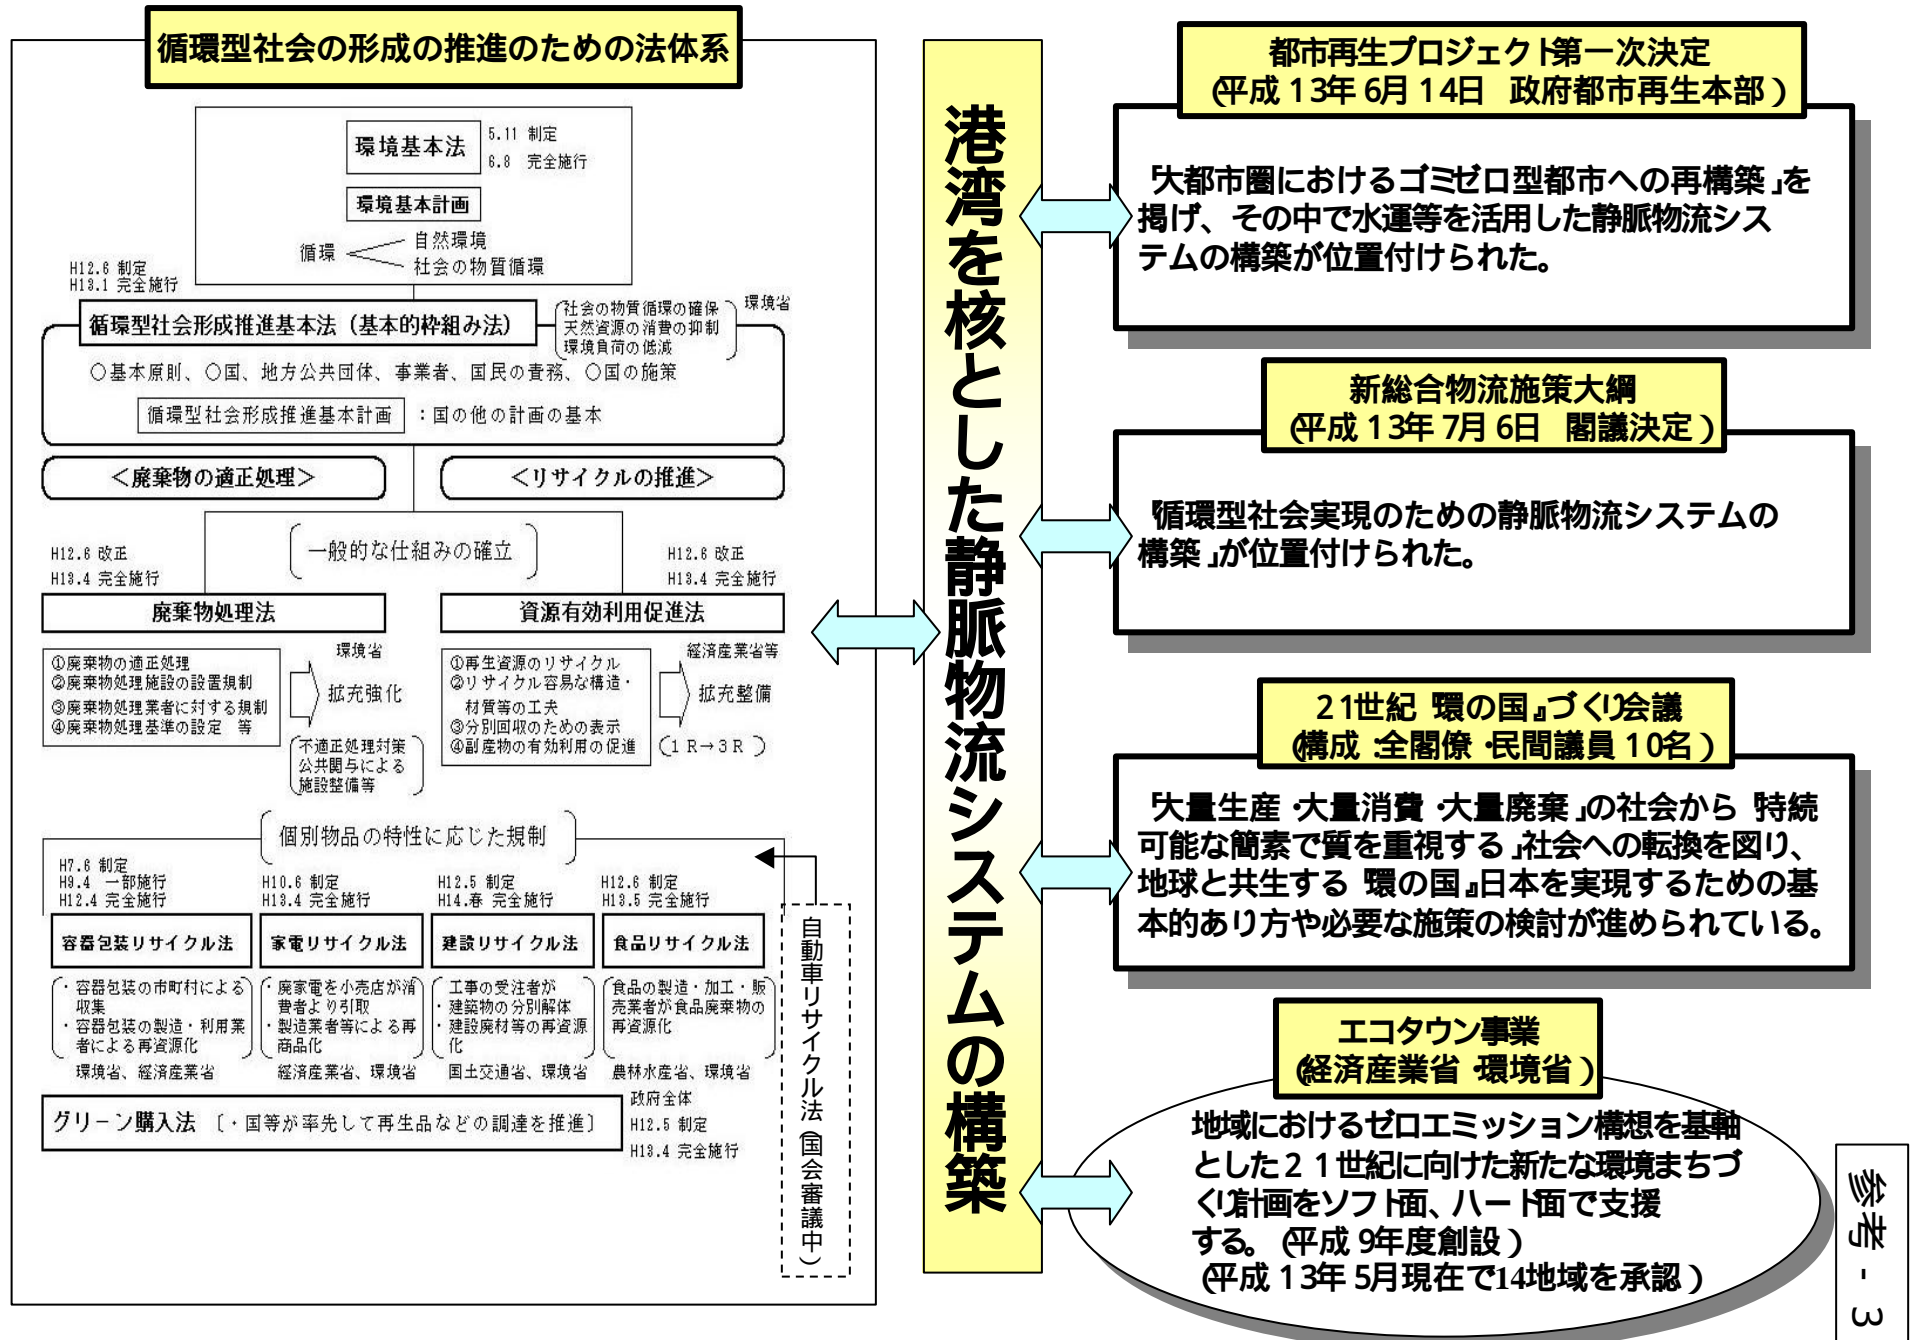 循環型社会の形成の推進のための法体系
環境基本法
5.11 制定
6.8 完全施行
環境基本計画
循環
自然環境
社会の物質循環
H12.6 制定
H13.1 完全施行
循環型社会形成推進基本法（基本的枠組み法）
社会の物質循環の確保
天然資源の消費の抑制
環境負荷の低減
環境省
○基本原則、○国、地方公共団体、事業者、国民の責務、○国の施策
循環型社会形成推進基本計画
：国の他の計画の基本
＜廃棄物の適正処理＞
＜リサイクルの推進＞
一般的な仕組みの確立
H12.6 改正
H13.4 完全施行
H12.6 改正
H13.4 完全施行
廃棄物処理法
資源有効利用促進法
①廃棄物の適正処理
②廃棄物処理施設の設置規制
③廃棄物処理業者に対する規制
④廃棄物処理基準の設定　等
環境省
拡充強化
不適正処理対策
公共関与による
施設整備等
①再生資源のリサイクル
②リサイクル容易な構造・
材質等の工夫
③分別回収のための表示
④副産物の有効利用の促進
経済産業省等
拡充整備
（１Ｒ→３Ｒ）
個別物品の特性に応じた規制
H7.6 制定
H9.4 一部施行
H12.4 完全施行
容器包装リサイクル法
・容器包装の市町村による
収集
・容器包装の製造・利用業
者による再資源化
環境省、経済産業省
H10.6 制定
H13.4 完全施行
家電リサイクル法
・廃家電を小売店が消
費者より引取
・製造業者等による再
商品化
経済産業省、環境省
H12.5 制定
H14.春 完全施行
建設リサイクル法
工事の受注者が
・建築物の分別解体
・建設廃材等の再資源
化
国土交通省、環境省
H12.6 制定
H13.5 完全施行
食品リサイクル法
食品の製造・加工・販
売業者が食品廃棄物の
再資源化
農林水産省、環境省
自動車リサイクル法（国会審議中）
グリーン購入法〔・国等が率先して再生品などの調達を推進〕
政府全体
H12.5 制定
H13.4 完全施行
港湾を核とした静脈物流システムの構築
都市再生プロジェクト第一次決定
（平成13年6月14日　政府都市再生本部）
「大都市圏におけるゴミゼロ型都市への再構築」を
掲げ、その中で水運等を活用した静脈物流シス
テムの構築が位置付けられた。
新総合物流施策大綱
（平成13年7月6日　閣議決定）
「循環型社会実現のための静脈物流システムの
構築」が位置付けられた。
21世紀『環の国』づくり会議
（構成：全閣僚・民間議員10名）
「大量生産・大量消費・大量廃棄」の社会から「持続
可能な簡素で質を重視する」社会への転換を図り、
地球と共生する『環の国』日本を実現するための基
本的あり方や必要な施策の検討が進められている。
エコタウン事業
（経済産業省・環境省）
地域におけるゼロエミッション構想を基軸
とした２１世紀に向けた新たな環境まちづ
くり計画をソフト面、ハード面で支援
する。（平成9年度創設）
（平成13年5月現在で14地域を承認）
参考-3